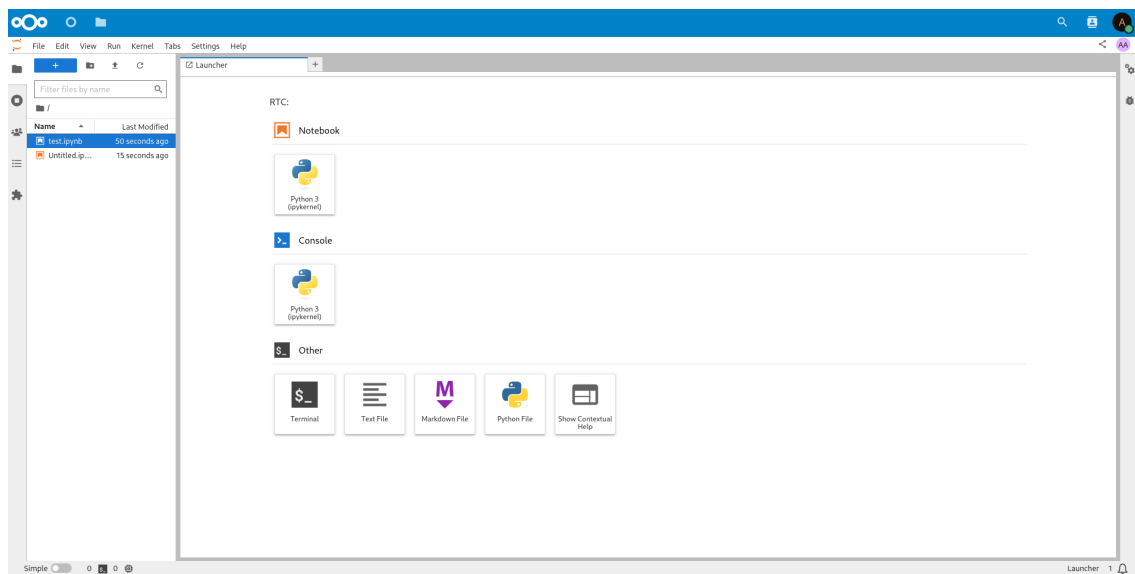 A
File Edit View Run Kernel Tabs Settings Help
AA
+
Launcher
+
Filter files by name
/
Name Last Modified
test.ipynb 50 seconds ago
Untitled.ip... 15 seconds ago
RTC:
Notebook
Python 3
(ipykernel)
>_ Console
Python 3
(ipykernel)
$_ Other
$_
M
Terminal
Text File
Markdown File
Python File
Show Contextual
Help
Simple 0 0
Launcher 1